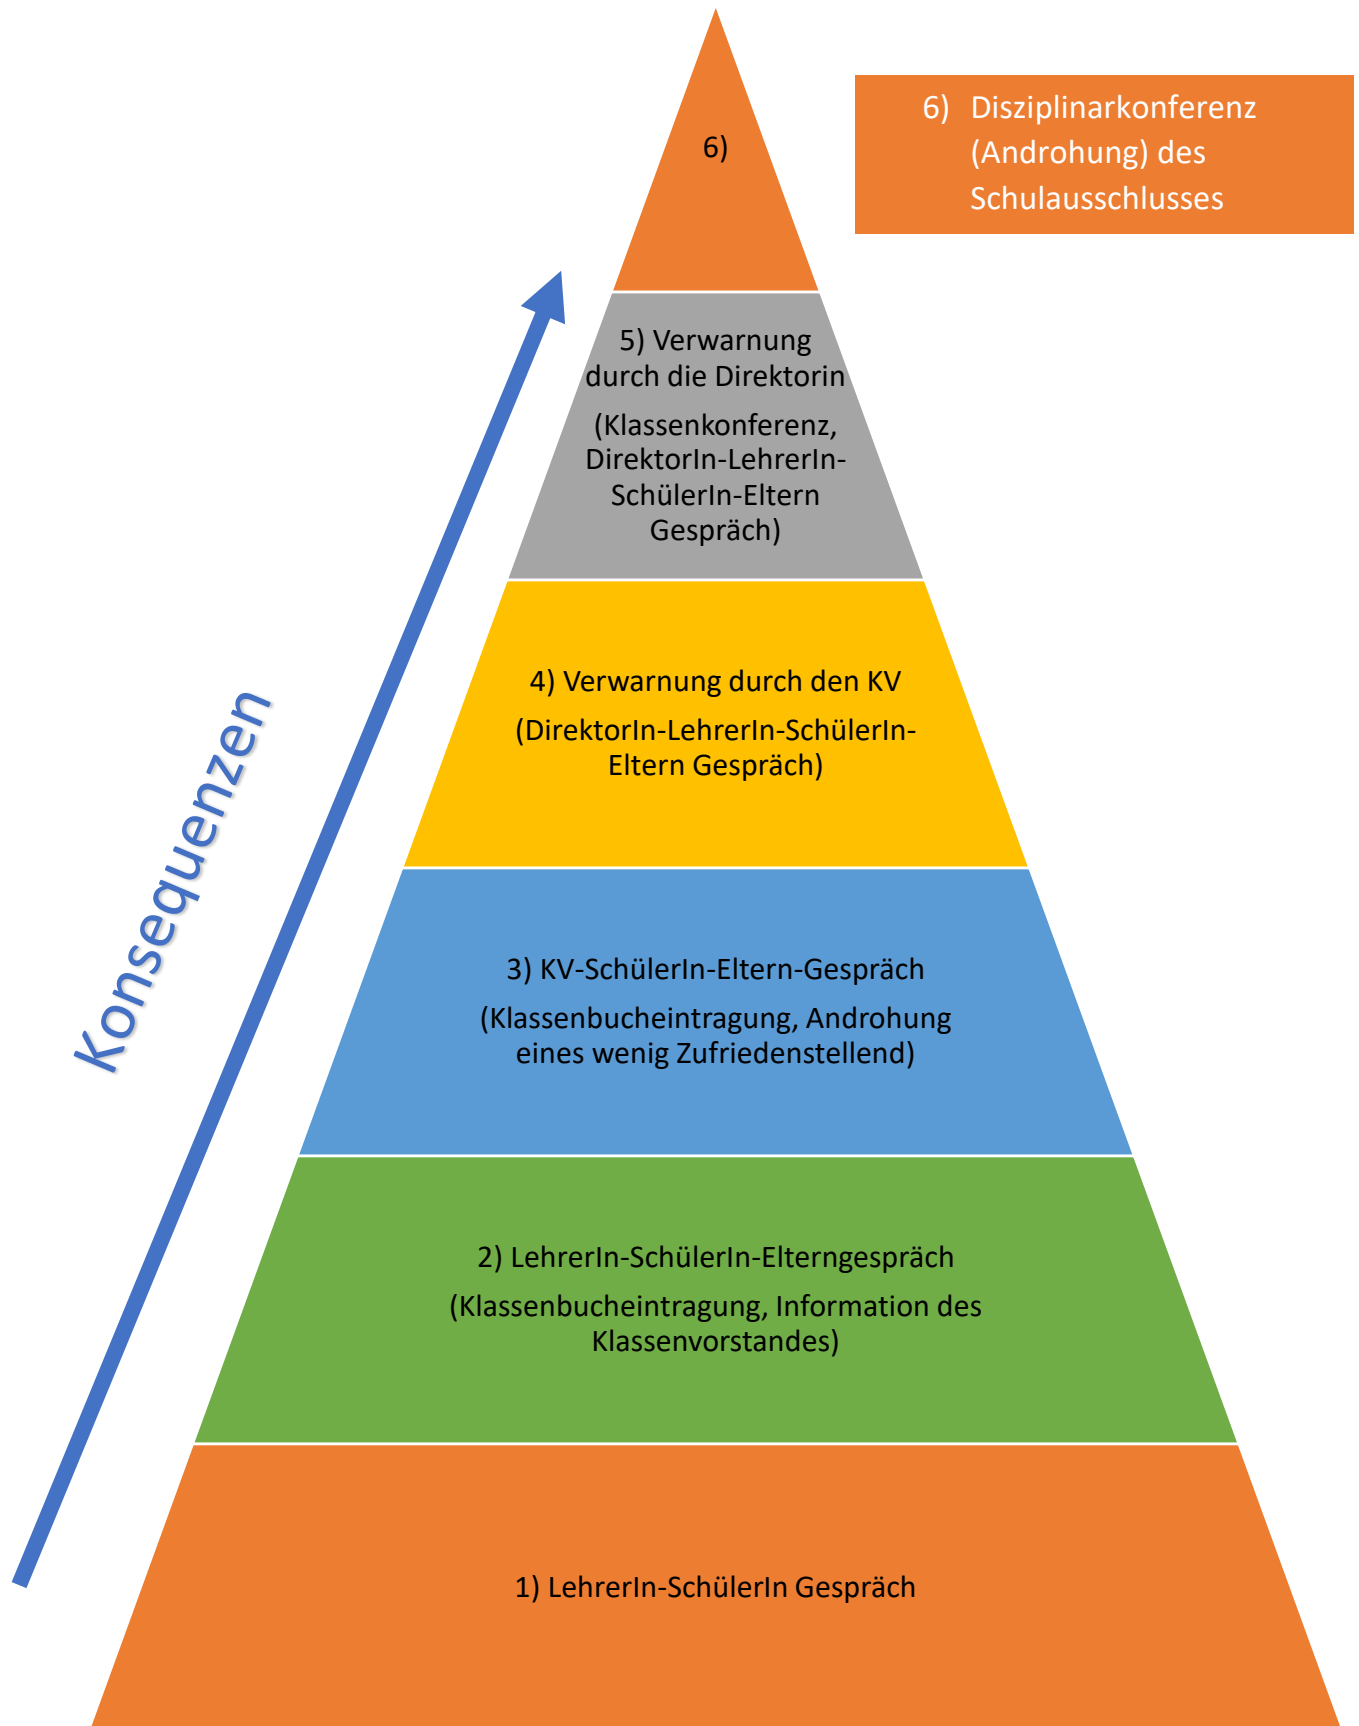 6)
6) Disziplinarkonferenz
(Androhung) des
Schulausschlusses
5) Verwarnung
durch die Direktorin
(Klassenkonferenz,
DirektorIn-LehrerIn-
SchülerIn-Eltern
Gespräch)
4) Verwarnung durch den KV
(DirektorIn-LehrerIn-SchülerIn-
Eltern Gespräch)
Konsequenzen
3) KV-SchülerIn-Eltern-Gespräch
(Klassenbucheintragung, Androhung
eines wenig Zufriedenstellend)
2) LehrerIn-SchülerIn-Elterngespräch
(Klassenbucheintragung, Information des
Klassenvorstandes)
1) LehrerIn-SchülerIn Gespräch